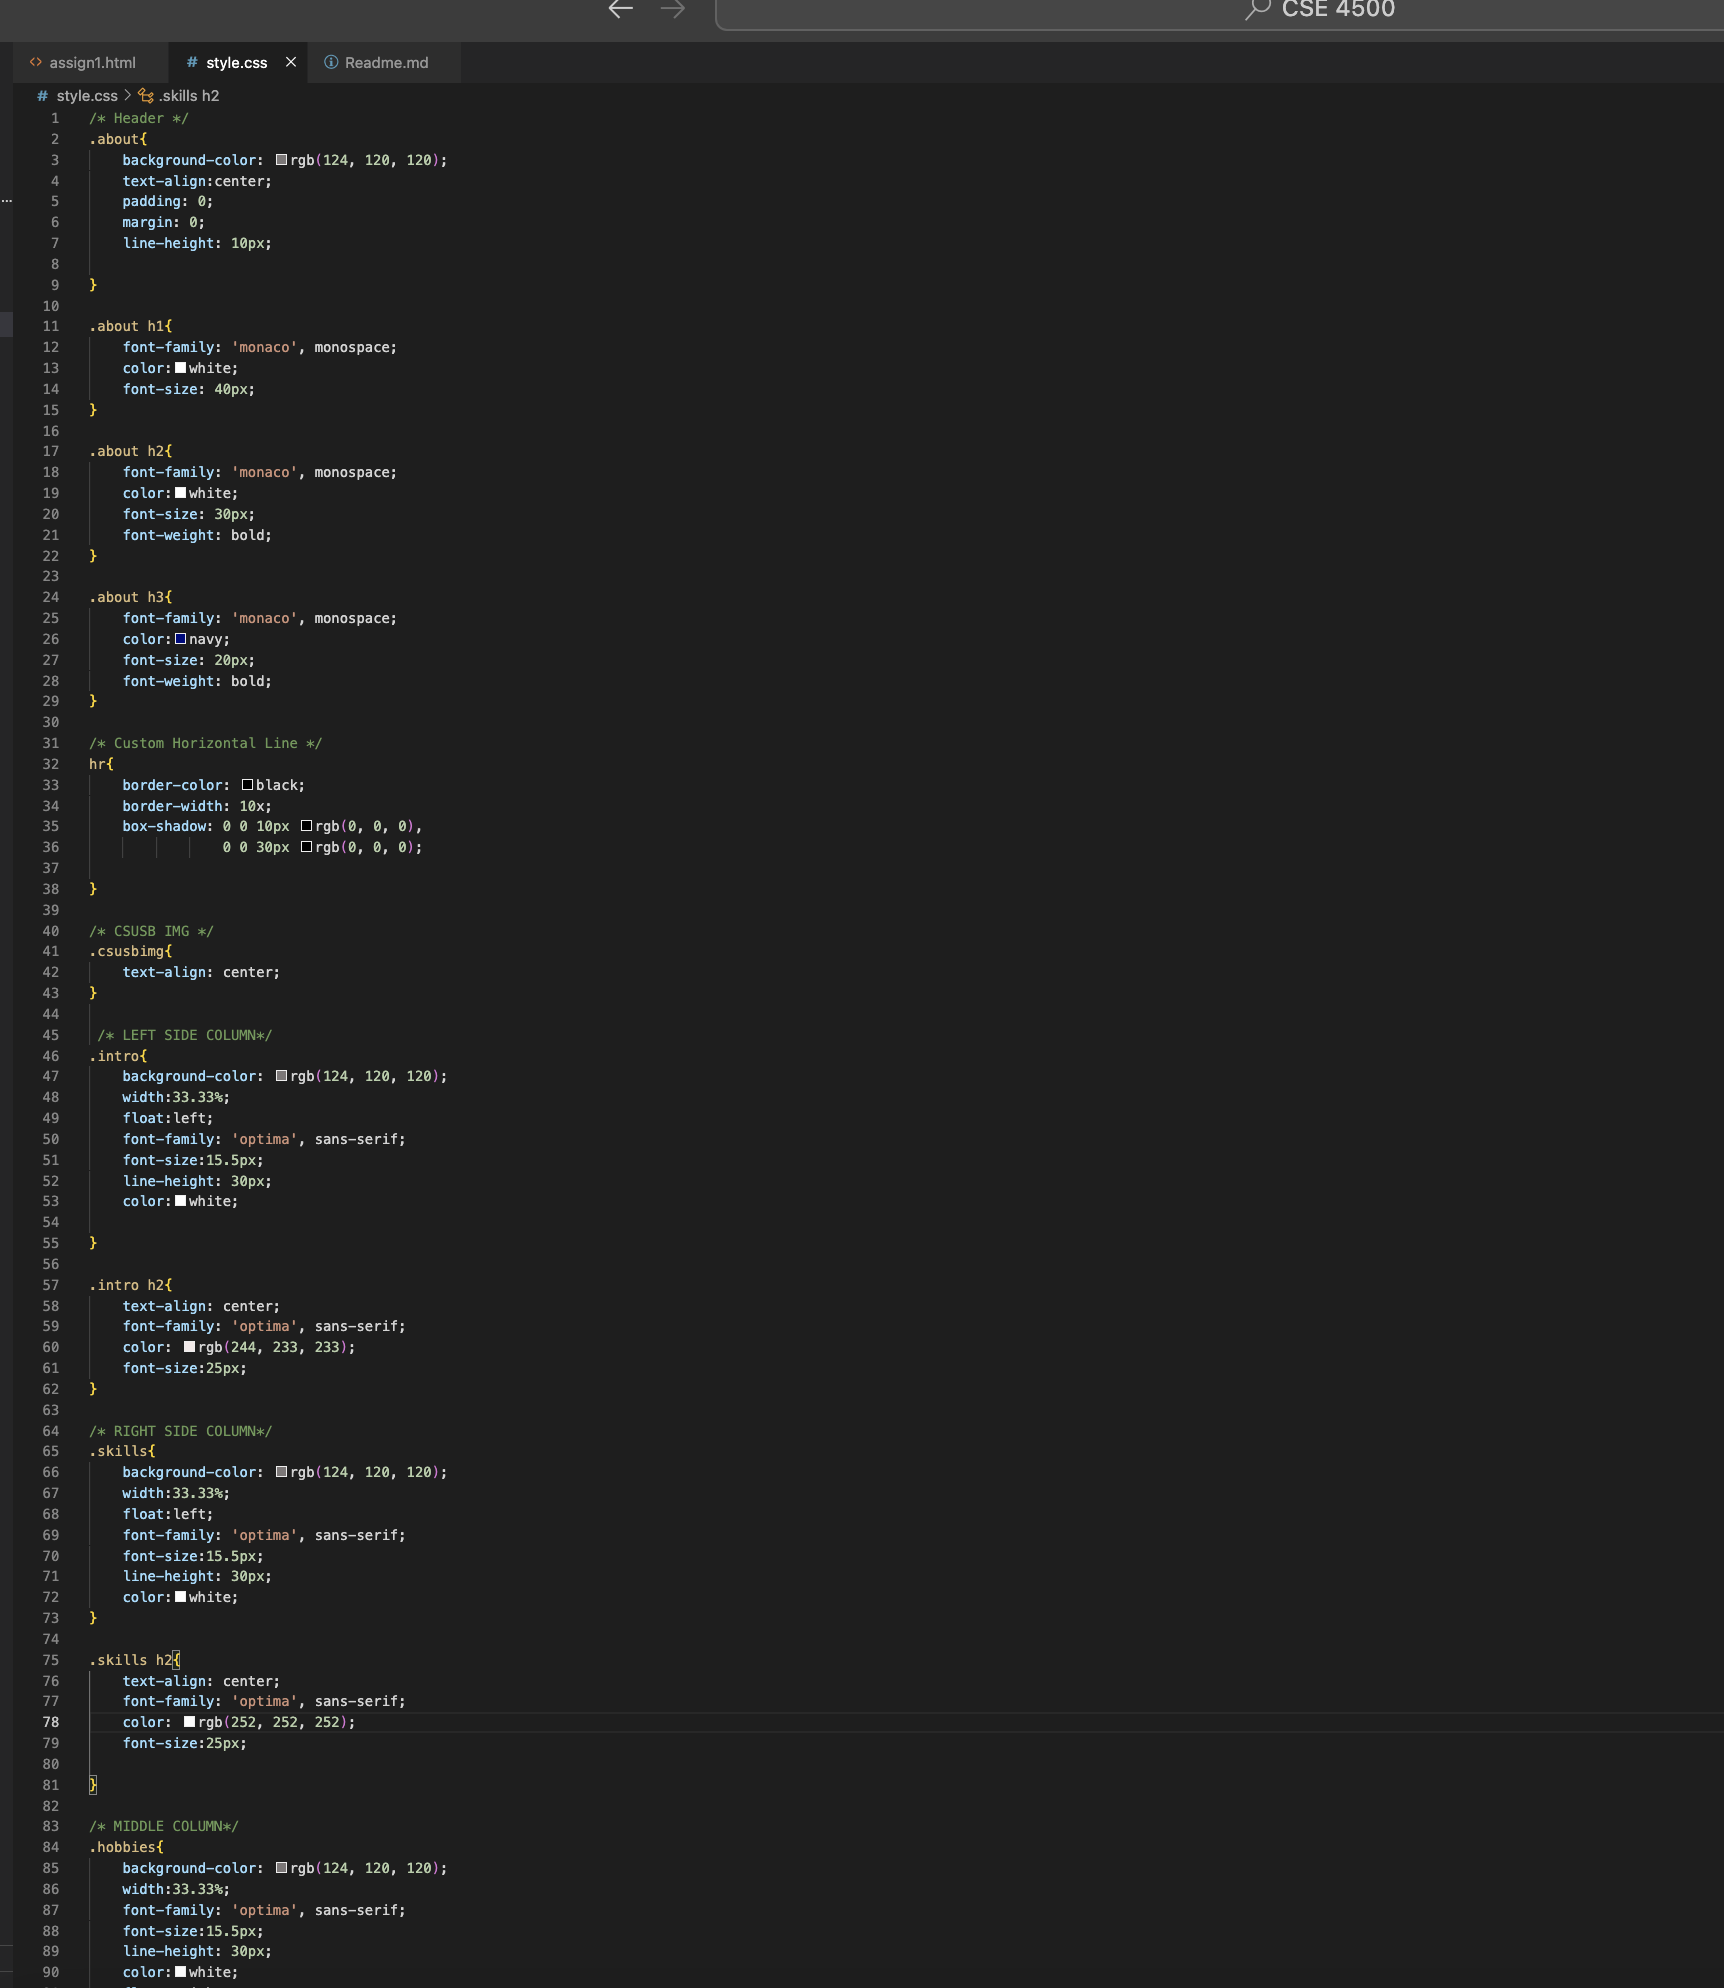 CSE 4500
assign1.html
# style.css
Readme.md
# style.css > .skills h2
1 /* Header */
2 .about{
3 background-color: rgb(124, 120, 120);
4 text-align:center;
5 padding: 0;
6 margin: 0;
7 line-height: 10px;
8
9 }
10
11 .about h1{
12 font-family: 'monaco', monospace;
13 color: white;
14 font-size: 40px;
15 }
16
17 .about h2{
18 font-family: 'monaco', monospace;
19 color: white;
20 font-size: 30px;
21 font-weight: bold;
22 }
23
24 .about h3{
25 font-family: 'monaco', monospace;
26 color: navy;
27 font-size: 20px;
28 font-weight: bold;
29 }
30
31 /* Custom Horizontal Line */
32 hr{
33 border-color: black;
34 border-width: 10x;
35 box-shadow: 0 0 10px rgb(0, 0, 0),
36 0 0 30px rgb(0, 0, 0);
37
38 }
39
40 /* CSUSB IMG */
41 .csusbimg{
42 text-align: center;
43 }
44
45 /* LEFT SIDE COLUMN*/
46 .intro{
47 background-color: rgb(124, 120, 120);
48 width:33.33%;
49 float:left;
50 font-family: 'optima', sans-serif;
51 font-size:15.5px;
52 line-height: 30px;
53 color: white;
54
55 }
56
57 .intro h2{
58 text-align: center;
59 font-family: 'optima', sans-serif;
60 color: rgb(244, 233, 233);
61 font-size:25px;
62 }
63
64 /* RIGHT SIDE COLUMN*/
65 .skills{
66 background-color: rgb(124, 120, 120);
67 width:33.33%;
68 float:left;
69 font-family: 'optima', sans-serif;
70 font-size:15.5px;
71 line-height: 30px;
72 color: white;
73 }
74
75 .skills h2{
76 text-align: center;
77 font-family: 'optima', sans-serif;
78 color: rgb(252, 252, 252);
79 font-size:25px;
80
81 }
82
83 /* MIDDLE COLUMN*/
84 .hobbies{
85 background-color: rgb(124, 120, 120);
86 width:33.33%;
87 font-family: 'optima', sans-serif;
88 font-size:15.5px;
89 line-height: 30px;
90 color: white;